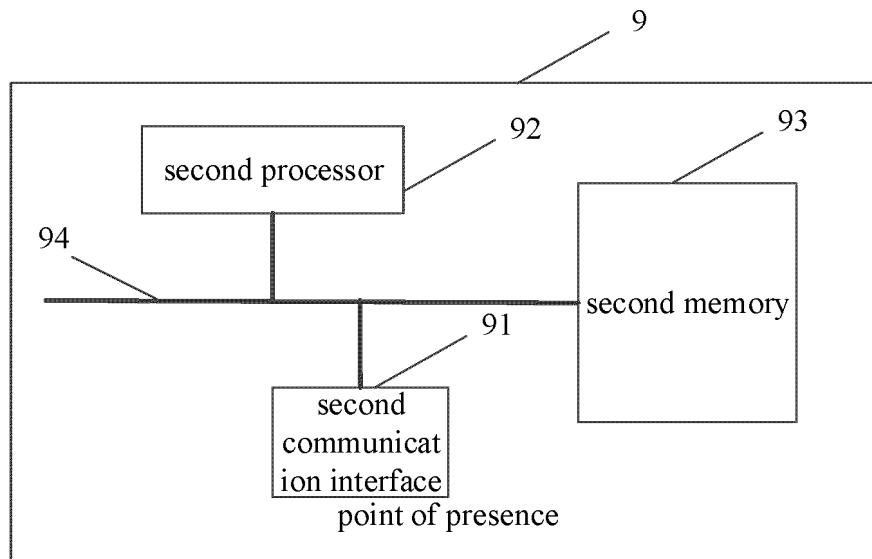 9
92
93
second processor
94
second memory
91
second
communicat
ion interface
point of presence